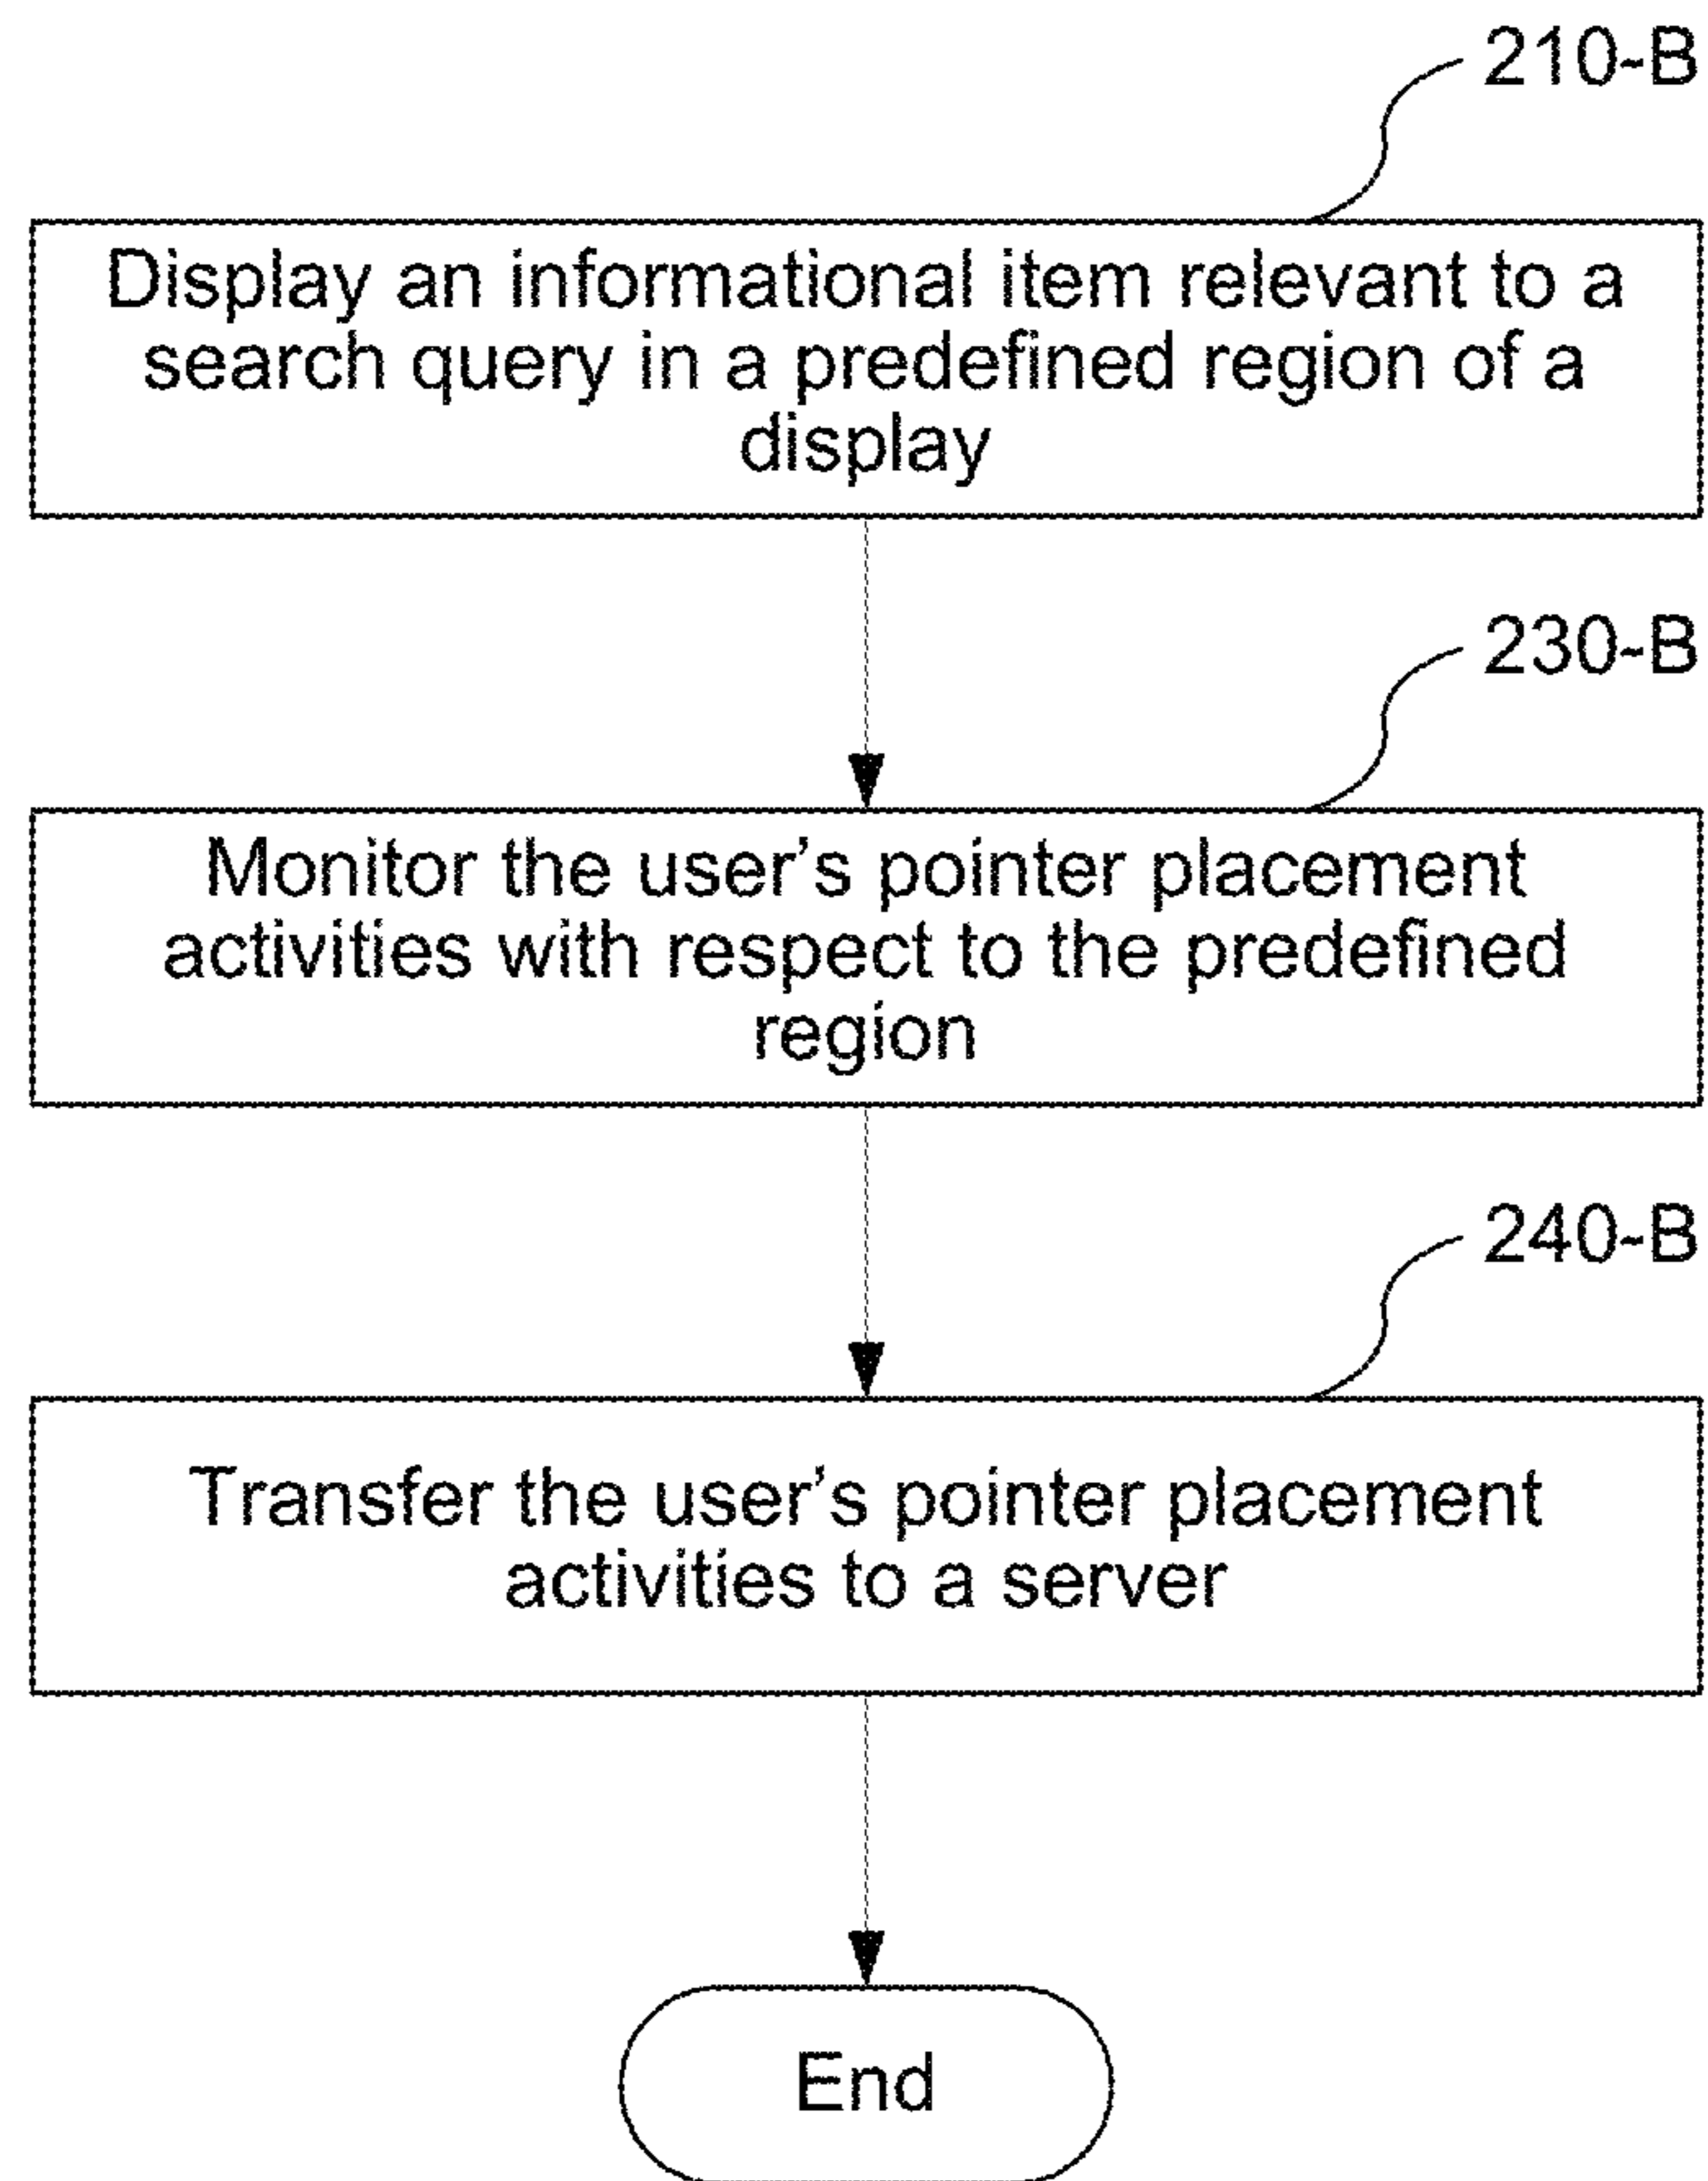 210-B
Display an informational item relevant to a
search query in a predefined region of a
display
230-B
Monitor the user’s pointer placement
activities with respect to the predefined
region
240-B
Transfer the user’s pointer placement
activities to a server
End